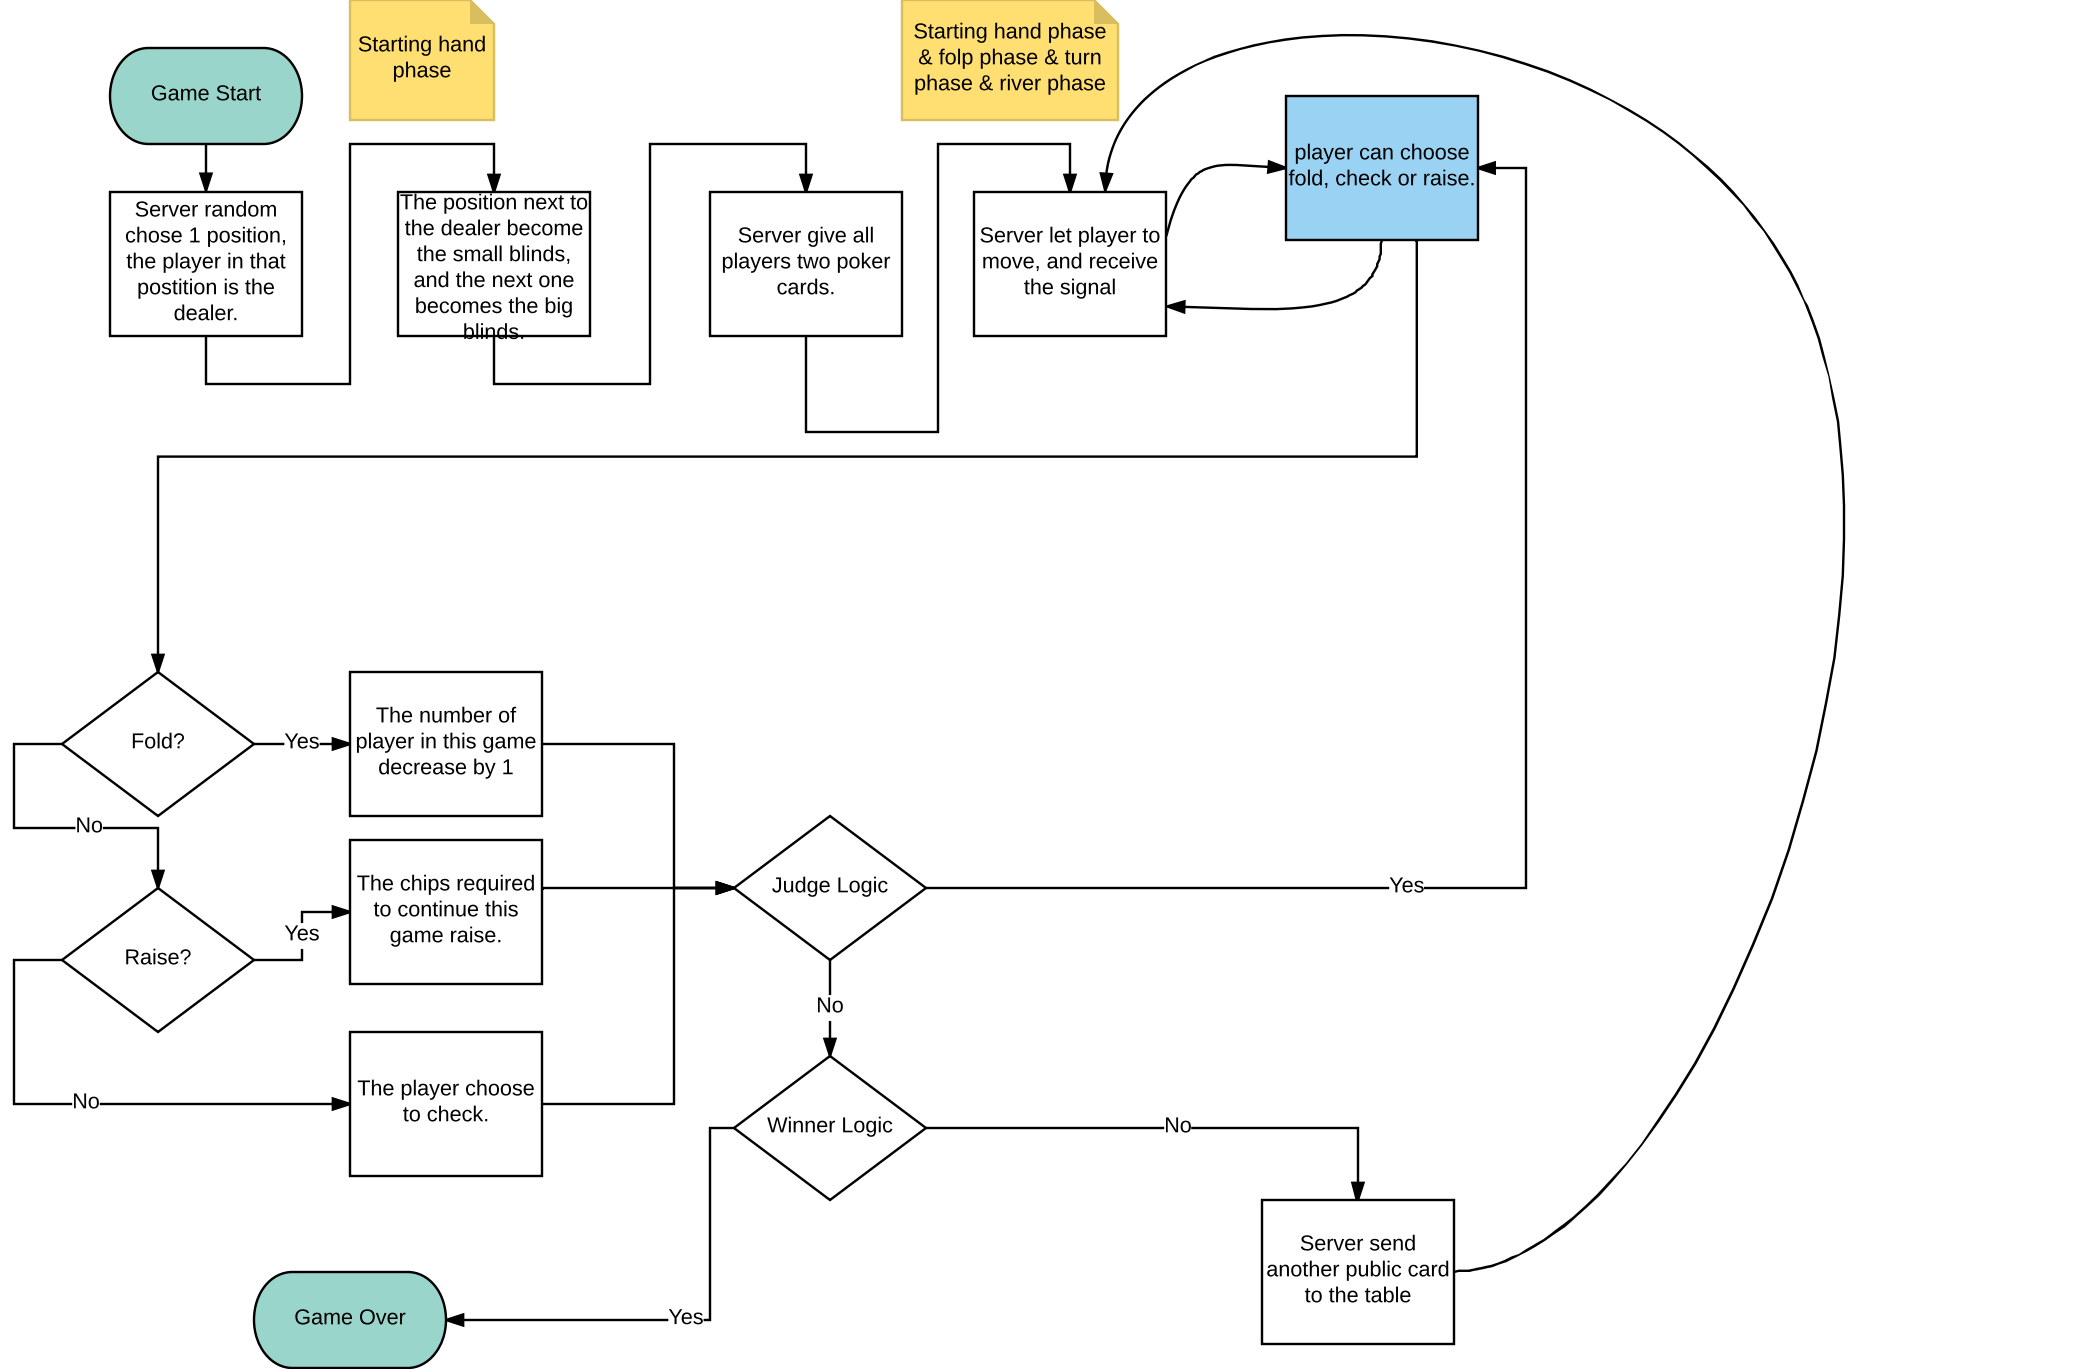 Starting hand
phase
Starting hand phase
& folp phase & turn
phase & river phase
Game Start
player can choose
fold, check or raise.
Server random
chose 1 position,
the player in that
postition is the
dealer.
The position next to
the dealer become
the small blinds,
and the next one
becomes the big
blinds.
Server give all
players two poker
cards.
Server let player to
move, and receive
the signal
Fold?
Yes
The number of
player in this game
decrease by 1
No
Raise?
Yes
The chips required
to continue this
game raise.
No
The player choose
to check.
Judge Logic
Yes
No
Winner Logic
No
Server send
another public card
to the table
Yes
Game Over